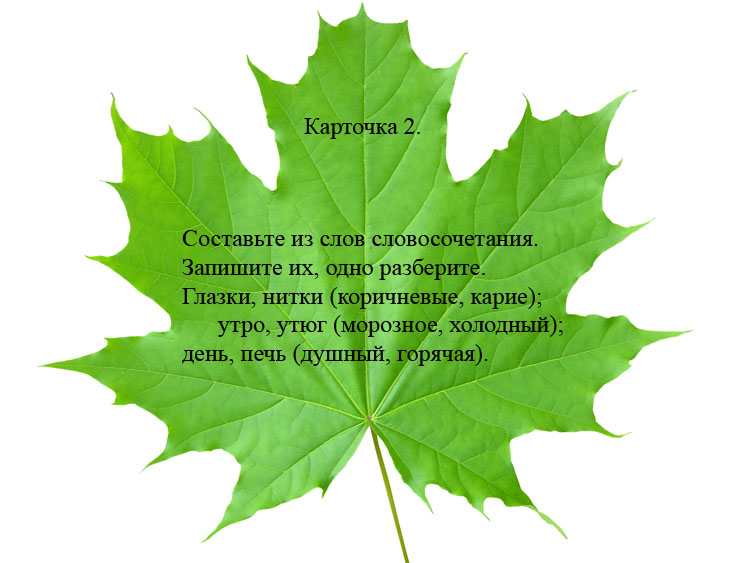 Карточка 2.
Составьте из слов словосочетания.
Запишите их, одно разберите.
Глазки, нитки (коричневые, карие);
утро, утюг (морозное, холодный);
день, печь (душный, горячая).